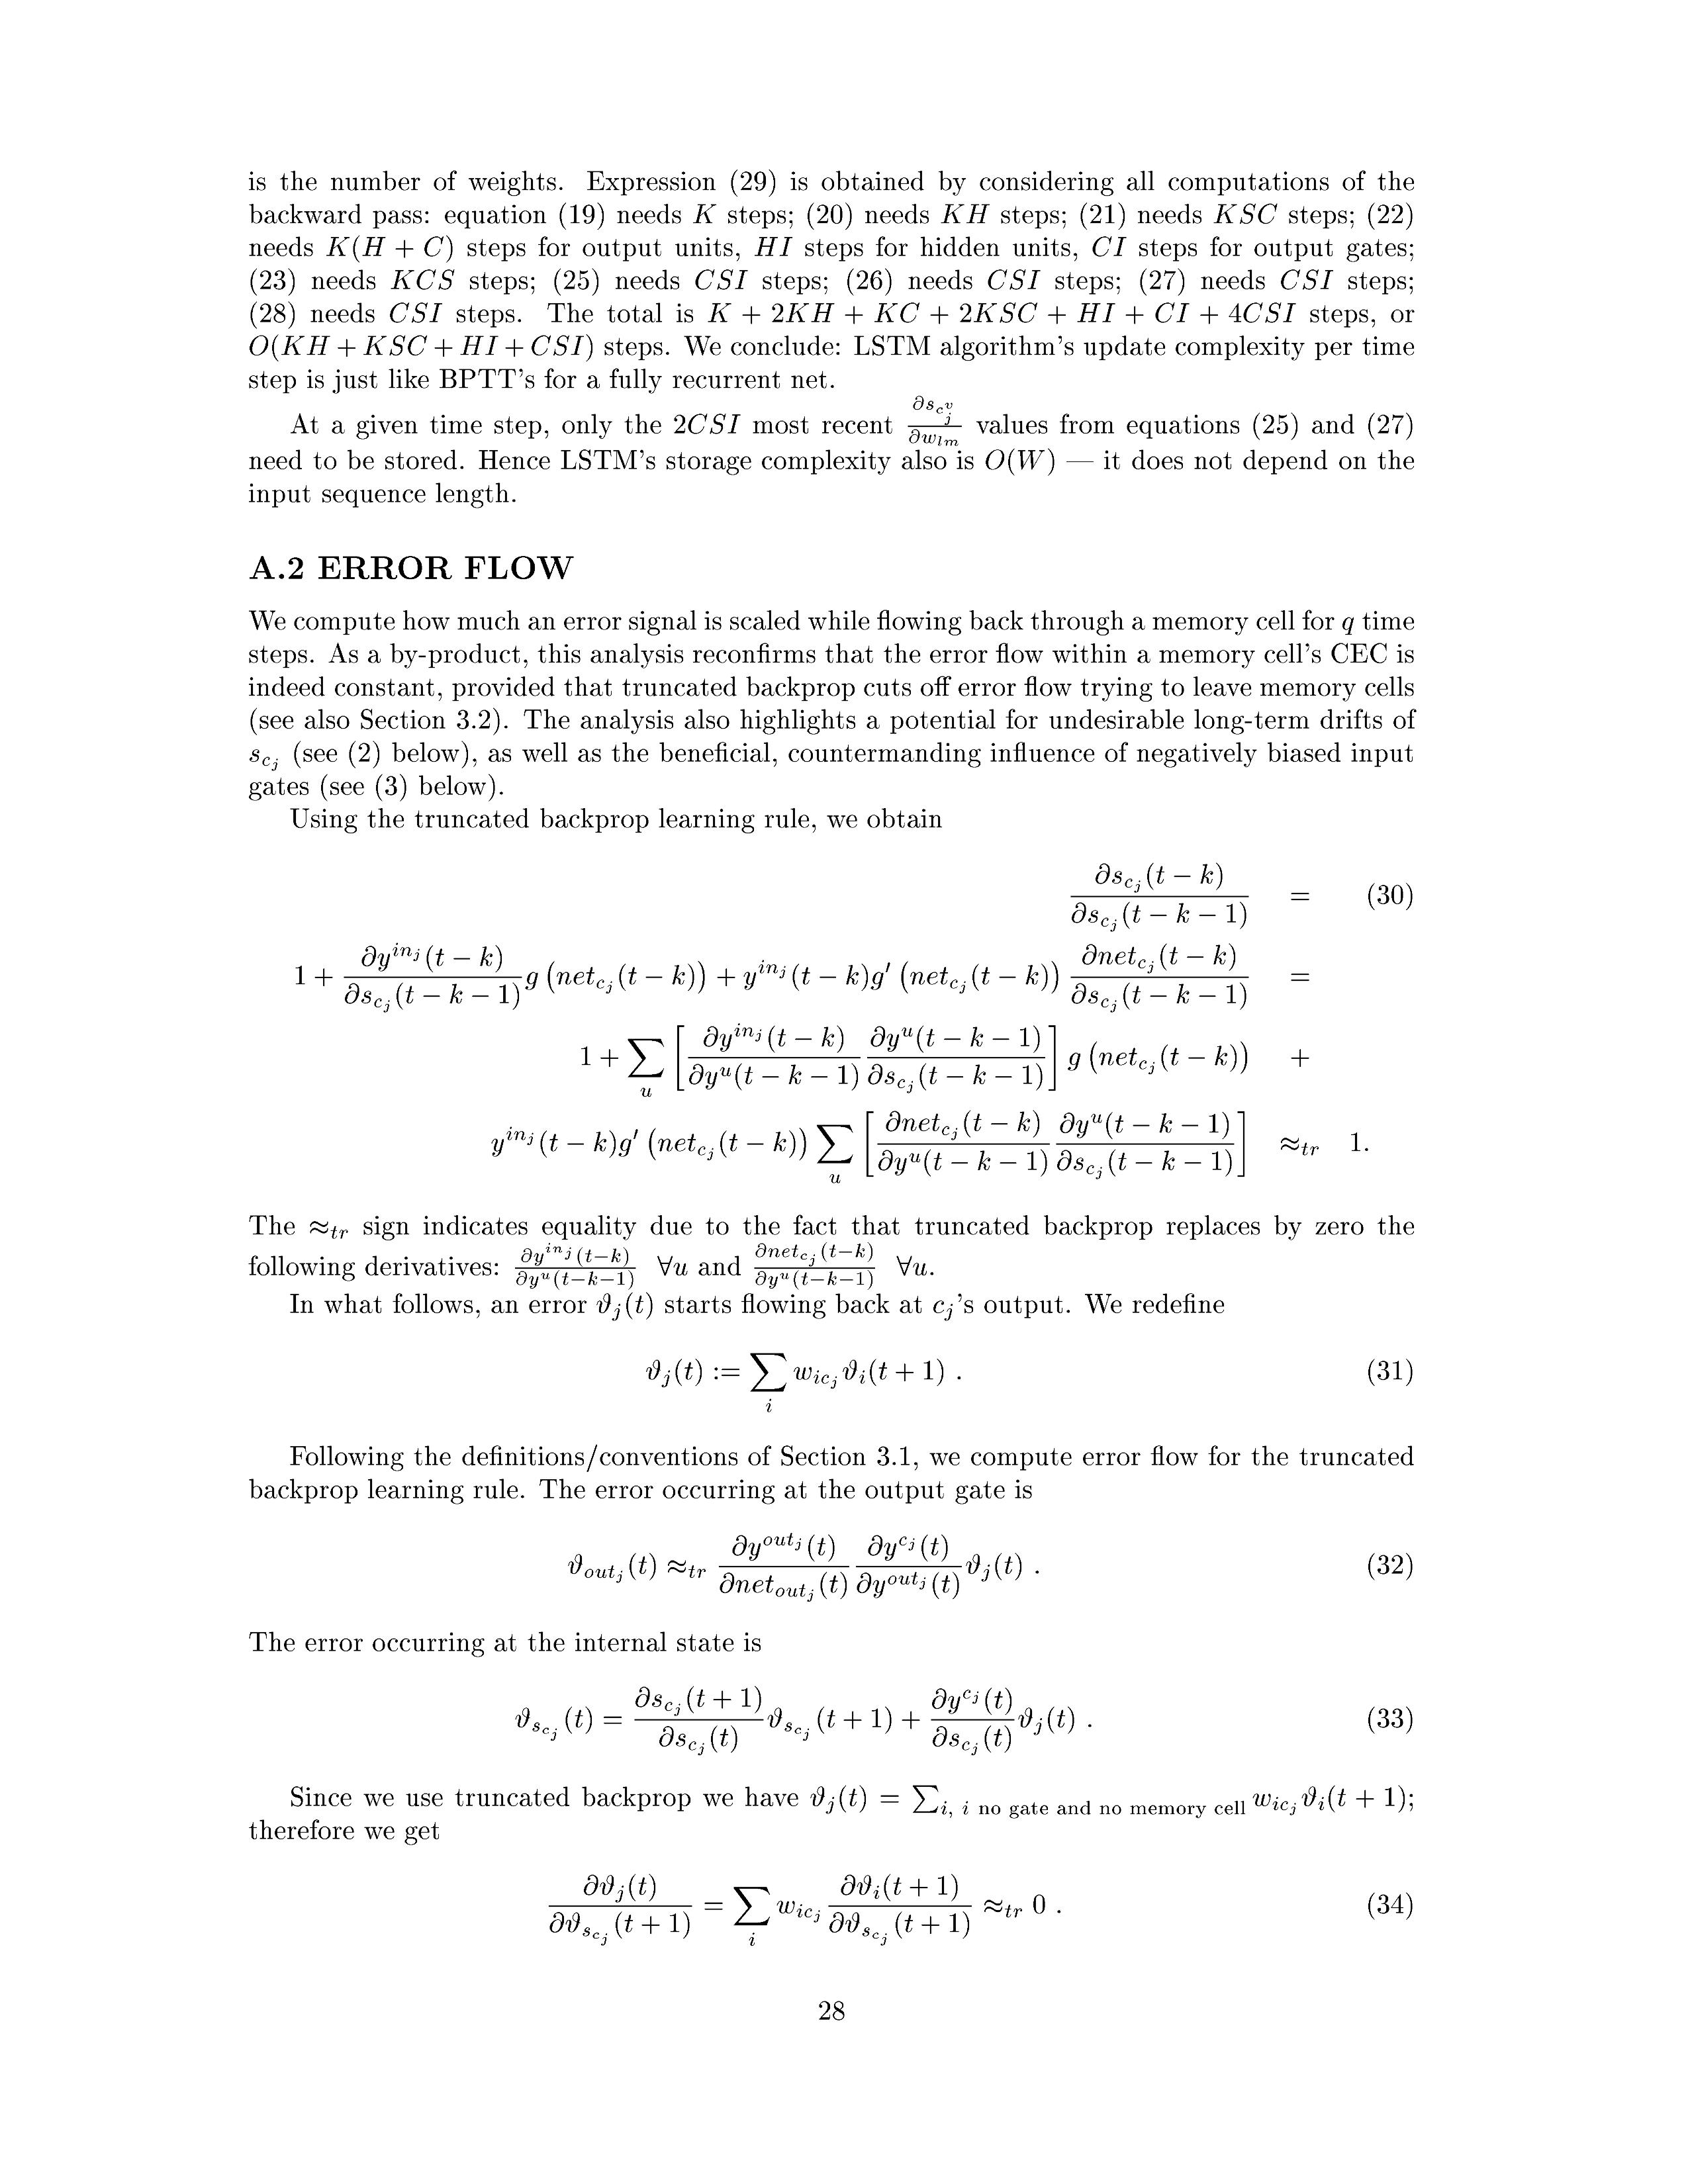 is the number of weights. Expression (29) is obtained by considering all computations of the
backward pass: equation (19) needs K steps; (20) needs KH steps; (21) needs KSC steps; (22)
needs K(H + C) steps for output units, HI steps for hidden units, CI steps for output gates;
(23) needs KCS steps; (25) needs CSI steps; (26) needs CSI steps; (27) needs CSI steps;
(28) needs CSI steps. The total is K + 2KH + KC + 2KSC + HI + CI + 4CSI steps, or
O(KH + KSC + HI + CSI) steps. We conclude: LSTM algorithm's update complexity per time
step is just like BPTT's for a fully recurrent net.
At a given time step, only the 2CSI most recent $\frac{\partial s_{c_j^v}}{\partial w_{lm}}$ values from equations (25) and (27)
need to be stored. Hence LSTM's storage complexity also is O(W) — it does not depend on the
input sequence length.
A.2 ERROR FLOW
We compute how much an error signal is scaled while flowing back through a memory cell for q time
steps. As a by-product, this analysis reconfirms that the error flow within a memory cell's CEC is
indeed constant, provided that truncated backprop cuts off error flow trying to leave memory cells
(see also Section 3.2). The analysis also highlights a potential for undesirable long-term drifts of
$s_{c_j}$ (see (2) below), as well as the beneficial, countermanding influence of negatively biased input
gates (see (3) below).
Using the truncated backprop learning rule, we obtain
$\frac{\partial s_{c_j}(t-k)}{\partial s_{c_j}(t-k-1)} =$ (30)
$1 + \frac{\partial y^{in_j}(t-k)}{\partial s_{c_j}(t-k-1)} g\left(net_{c_j}(t-k)\right) + y^{in_j}(t-k) g'\left(net_{c_j}(t-k)\right) \frac{\partial net_{c_j}(t-k)}{\partial s_{c_j}(t-k-1)} =$
$1 + \sum_u \left[\frac{\partial y^{in_j}(t-k)}{\partial y^u(t-k-1)} \frac{\partial y^u(t-k-1)}{\partial s_{c_j}(t-k-1)}\right] g\left(net_{c_j}(t-k)\right) +$
$y^{in_j}(t-k) g'\left(net_{c_j}(t-k)\right) \sum_u \left[\frac{\partial net_{c_j}(t-k)}{\partial y^u(t-k-1)} \frac{\partial y^u(t-k-1)}{\partial s_{c_j}(t-k-1)}\right] \approx_{tr} 1.$
The $\approx_{tr}$ sign indicates equality due to the fact that truncated backprop replaces by zero the
following derivatives: $\frac{\partial y^{in_j}(t-k)}{\partial y^u(t-k-1)}$ ∀u and $\frac{\partial net_{c_j}(t-k)}{\partial y^u(t-k-1)}$ ∀u.
In what follows, an error $\vartheta_j(t)$ starts flowing back at $c_j$'s output. We redefine
$\vartheta_j(t) := \sum_i w_{ic_j} \vartheta_i(t+1)$ . (31)
Following the definitions/conventions of Section 3.1, we compute error flow for the truncated
backprop learning rule. The error occurring at the output gate is
$\vartheta_{out_j}(t) \approx_{tr} \frac{\partial y^{out_j}(t)}{\partial net_{out_j}(t)} \frac{\partial y^{c_j}(t)}{\partial y^{out_j}(t)} \vartheta_j(t)$ . (32)
The error occurring at the internal state is
$\vartheta_{s_{c_j}}(t) = \frac{\partial s_{c_j}(t+1)}{\partial s_{c_j}(t)} \vartheta_{s_{c_j}}(t+1) + \frac{\partial y^{c_j}(t)}{\partial s_{c_j}(t)} \vartheta_j(t)$ . (33)
Since we use truncated backprop we have $\vartheta_j(t) = \sum_{i,\ i \text{ no gate and no memory cell}} w_{ic_j} \vartheta_i(t+1)$;
therefore we get
$\frac{\partial \vartheta_j(t)}{\partial \vartheta_{s_{c_j}}(t+1)} = \sum_i w_{ic_j} \frac{\partial \vartheta_i(t+1)}{\partial \vartheta_{s_{c_j}}(t+1)} \approx_{tr} 0$ . (34)
28